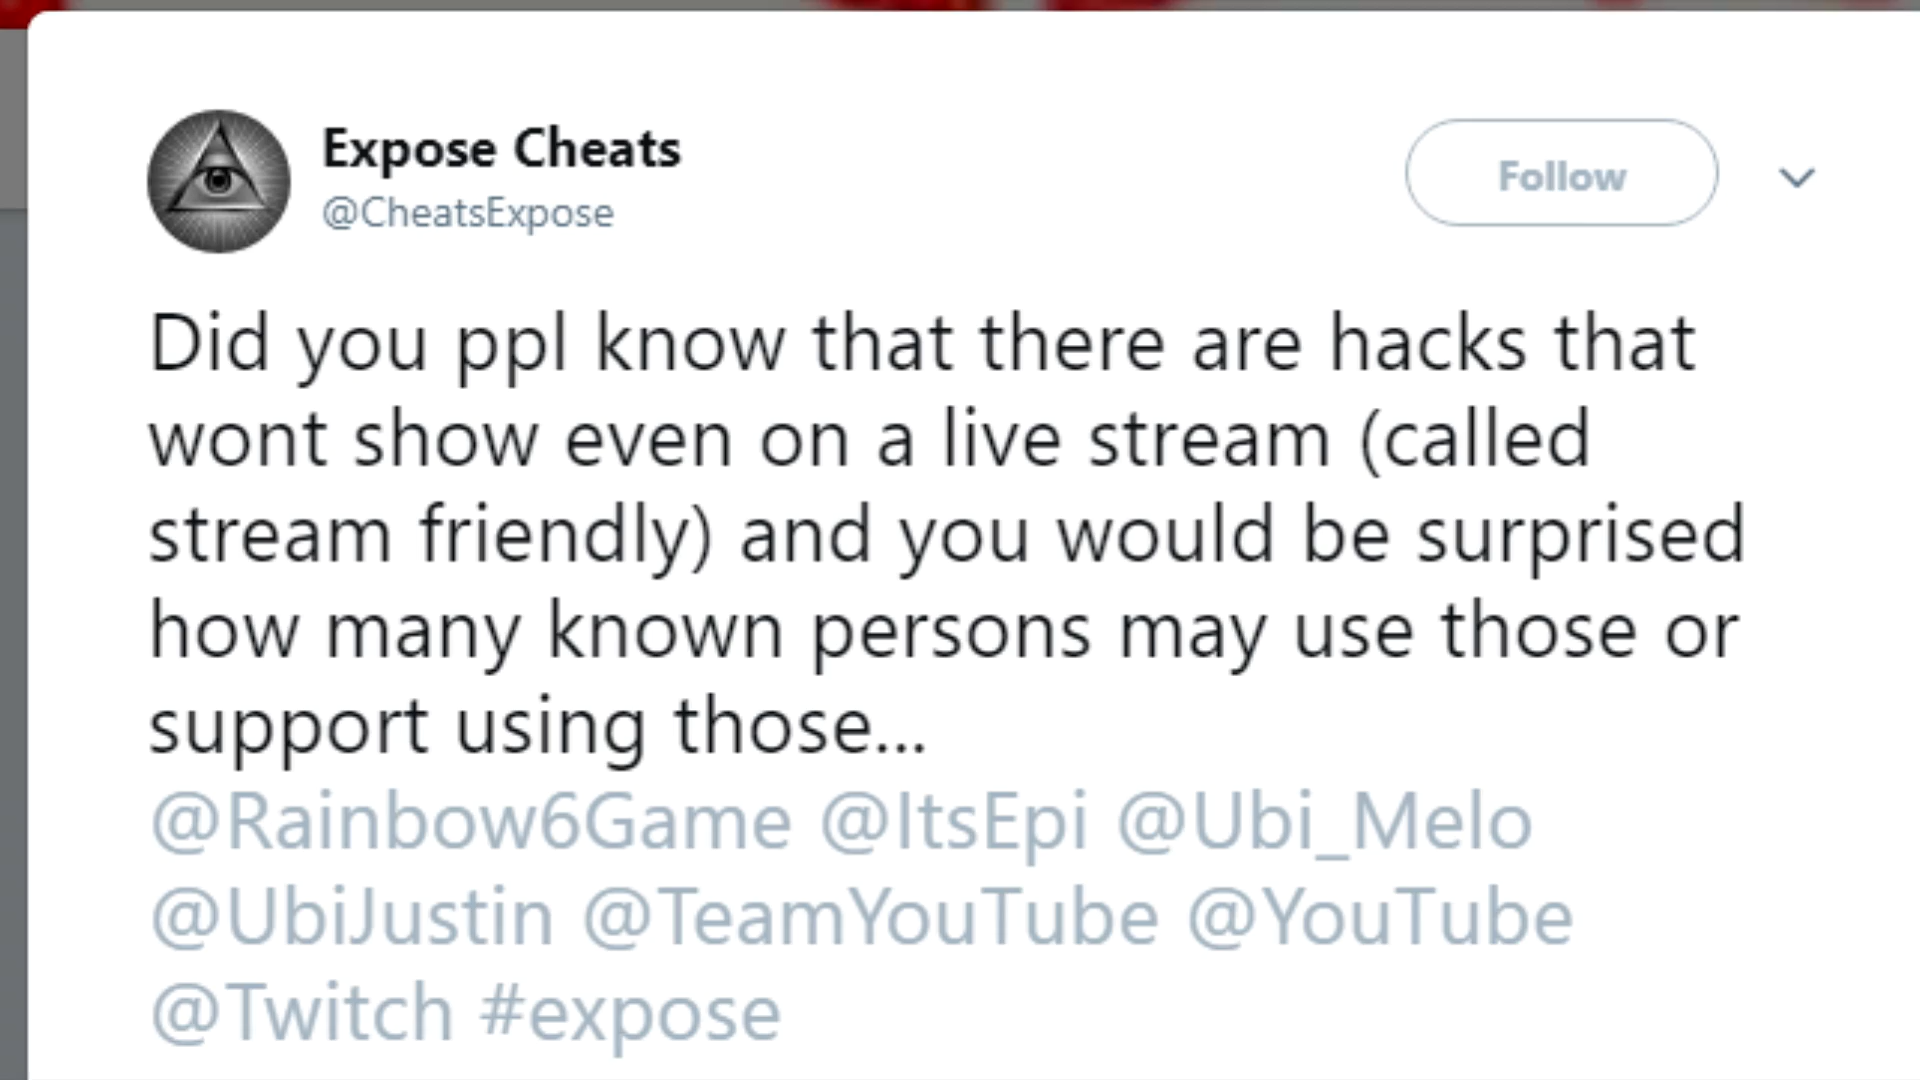 Expose Cheats
@CheatsExpose
Follow
Did you ppl know that there are hacks that
wont show even on a live stream (called
stream friendly) and you would be surprised
how many known persons may use those or
support using those...
@Rainbow6Game @ItsEpi @Ubi_Melo
@UbiJustin @TeamYouTube @YouTube
@Twitch #expose